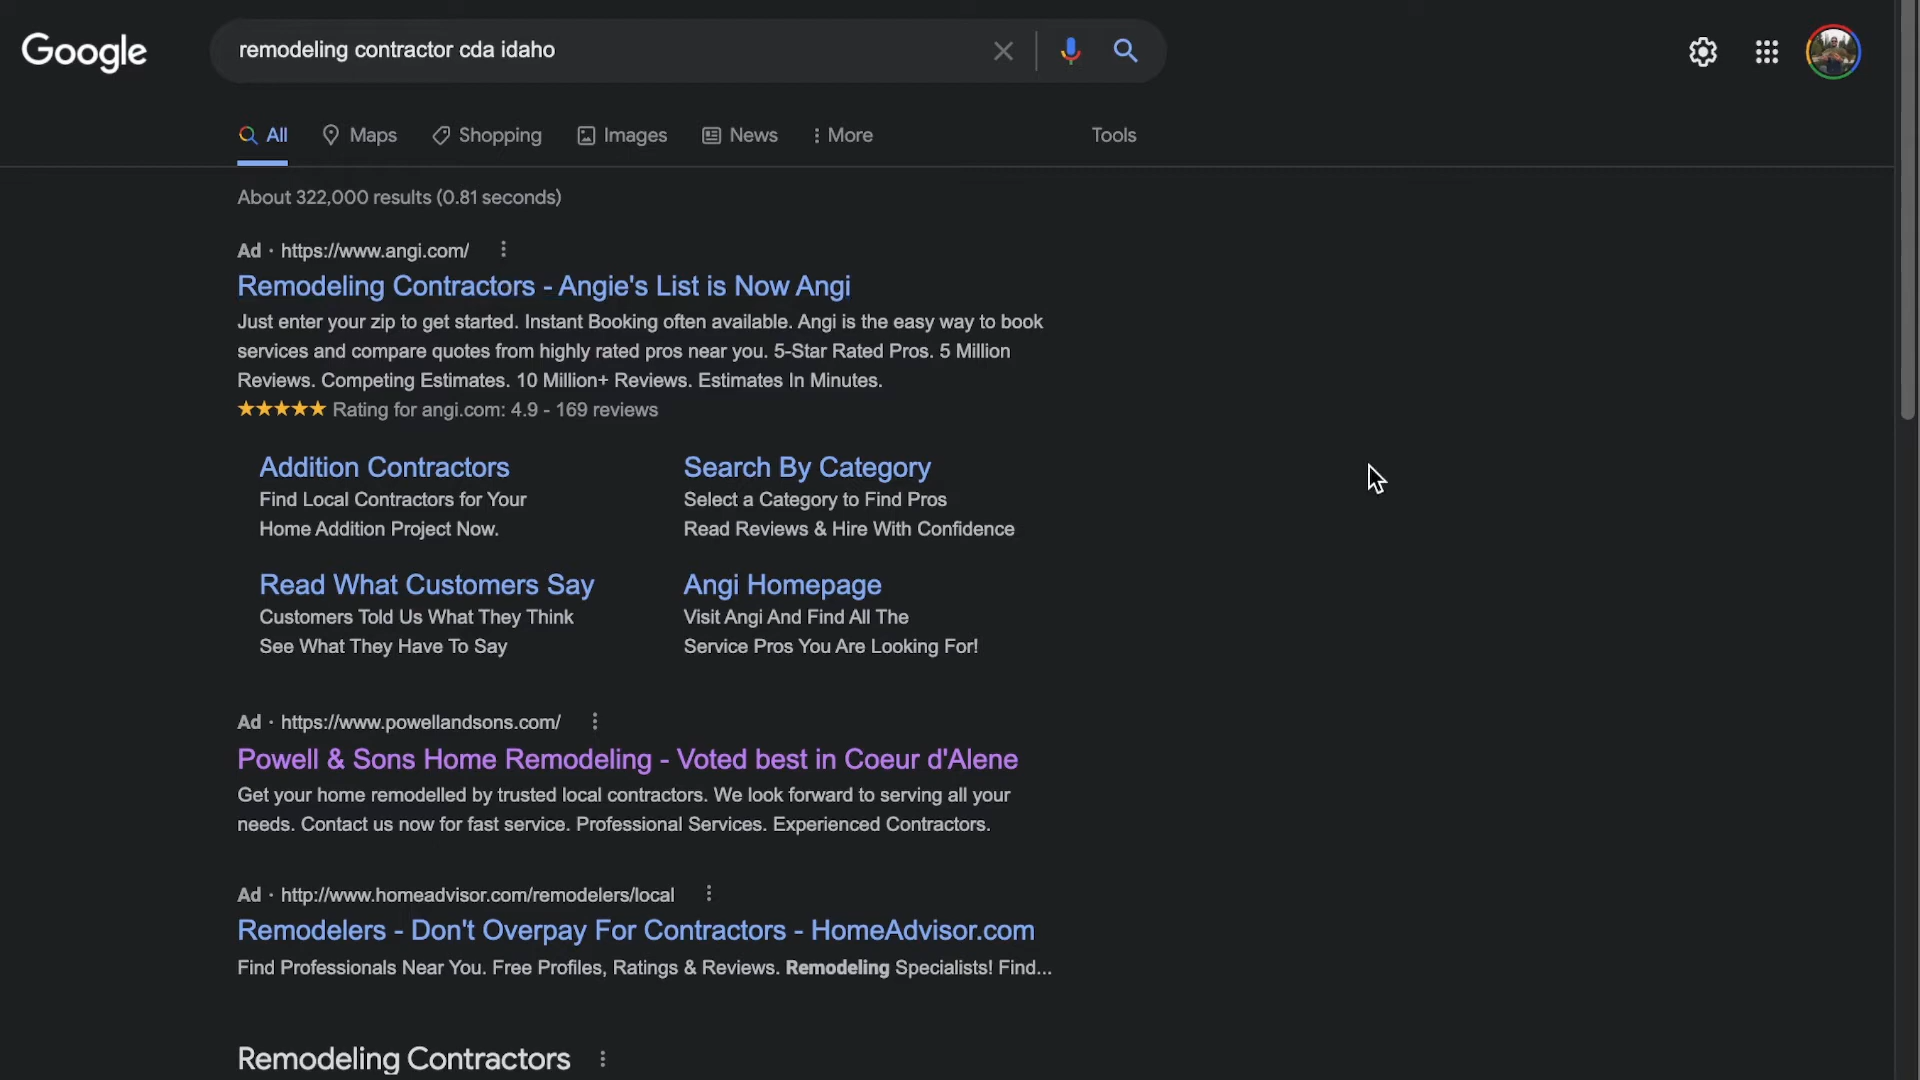 Google
remodeling contractor cda idaho
All Maps Shopping Images News More Tools
About 322,000 results (0.81 seconds)
Ad · https://www.angi.com/
Remodeling Contractors - Angie's List is Now Angi
Just enter your zip to get started. Instant Booking often available. Angi is the easy way to book
services and compare quotes from highly rated pros near you. 5-Star Rated Pros. 5 Million
Reviews. Competing Estimates. 10 Million+ Reviews. Estimates In Minutes.
Rating for angi.com: 4.9 - 169 reviews
Addition Contractors
Find Local Contractors for Your
Home Addition Project Now.
Search By Category
Select a Category to Find Pros
Read Reviews & Hire With Confidence
Read What Customers Say
Customers Told Us What They Think
See What They Have To Say
Angi Homepage
Visit Angi And Find All The
Service Pros You Are Looking For!
Ad · https://www.powellandsons.com/
Powell & Sons Home Remodeling - Voted best in Coeur d'Alene
Get your home remodelled by trusted local contractors. We look forward to serving all your
needs. Contact us now for fast service. Professional Services. Experienced Contractors.
Ad · http://www.homeadvisor.com/remodelers/local
Remodelers - Don't Overpay For Contractors - HomeAdvisor.com
Find Professionals Near You. Free Profiles, Ratings & Reviews. Remodeling Specialists! Find...
Remodeling Contractors